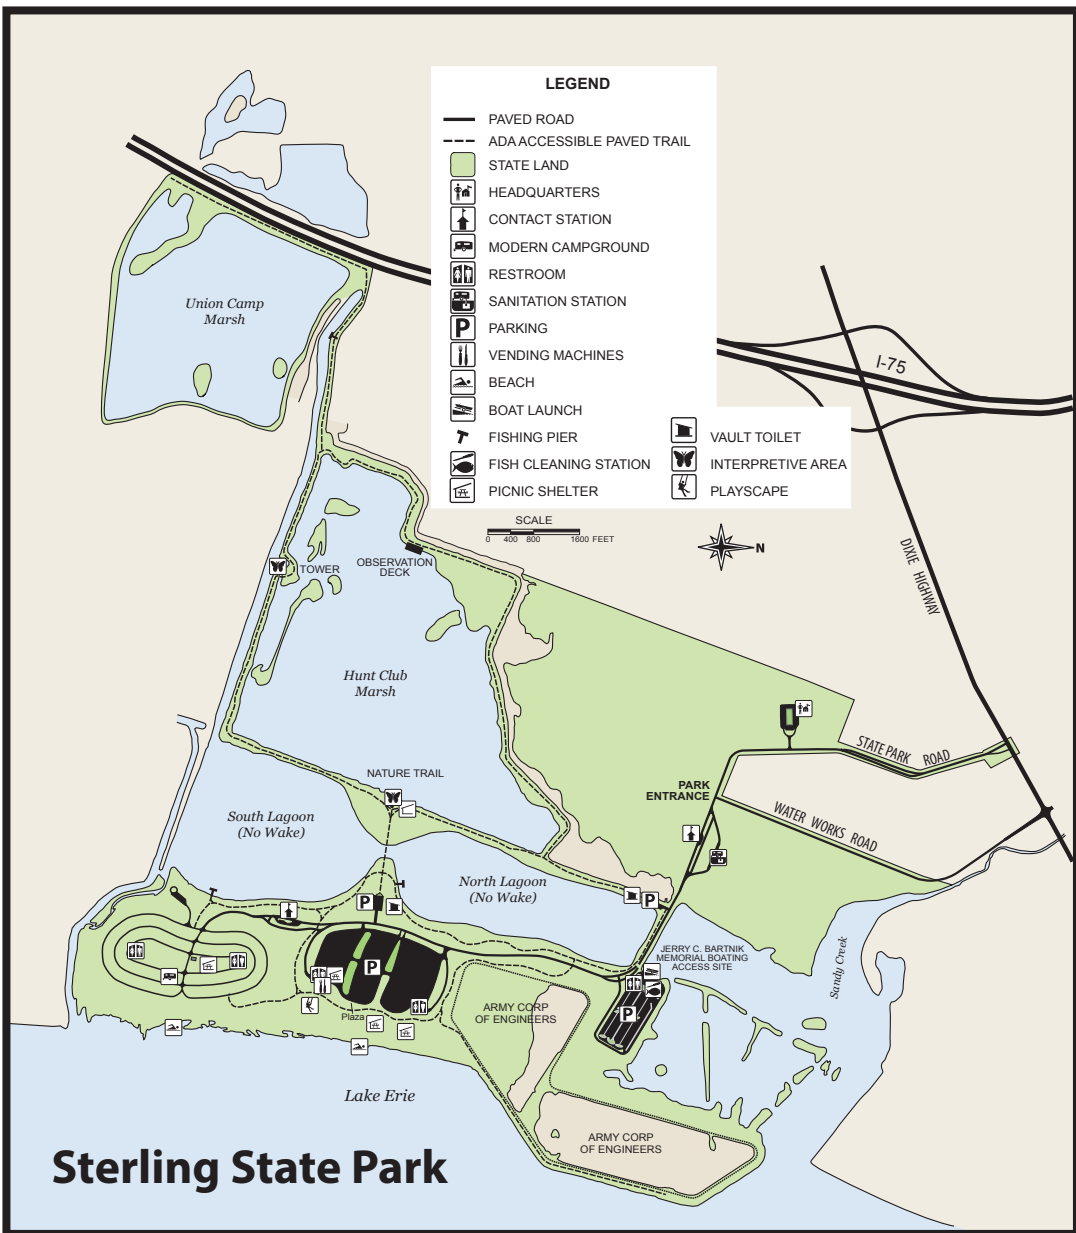 LEGEND
PAVED ROAD
ADA ACCESSIBLE PAVED TRAIL
STATE LAND
HEADQUARTERS
CONTACT STATION
MODERN CAMPGROUND
RESTROOM
SANITATION STATION
P PARKING
VENDING MACHINES
BEACH
BOAT LAUNCH
FISHING PIER
FISH CLEANING STATION
PICNIC SHELTER
VAULT TOILET
INTERPRETIVE AREA
PLAYSCAPE
SCALE
0 400 800 1600 FEET
N
I-75
DIXIE HIGHWAY
Union Camp
Marsh
TOWER
OBSERVATION
DECK
Hunt Club
Marsh
STATE PARK ROAD
PARK
ENTRANCE
WATER WORKS ROAD
NATURE TRAIL
South Lagoon
(No Wake)
North Lagoon
(No Wake)
P
P
JERRY C. BARTNIK
MEMORIAL BOATING
ACCESS SITE
Sandy Creek
P
P
Plaza
ARMY CORP
OF ENGINEERS
Lake Erie
ARMY CORP
OF ENGINEERS
Sterling State Park